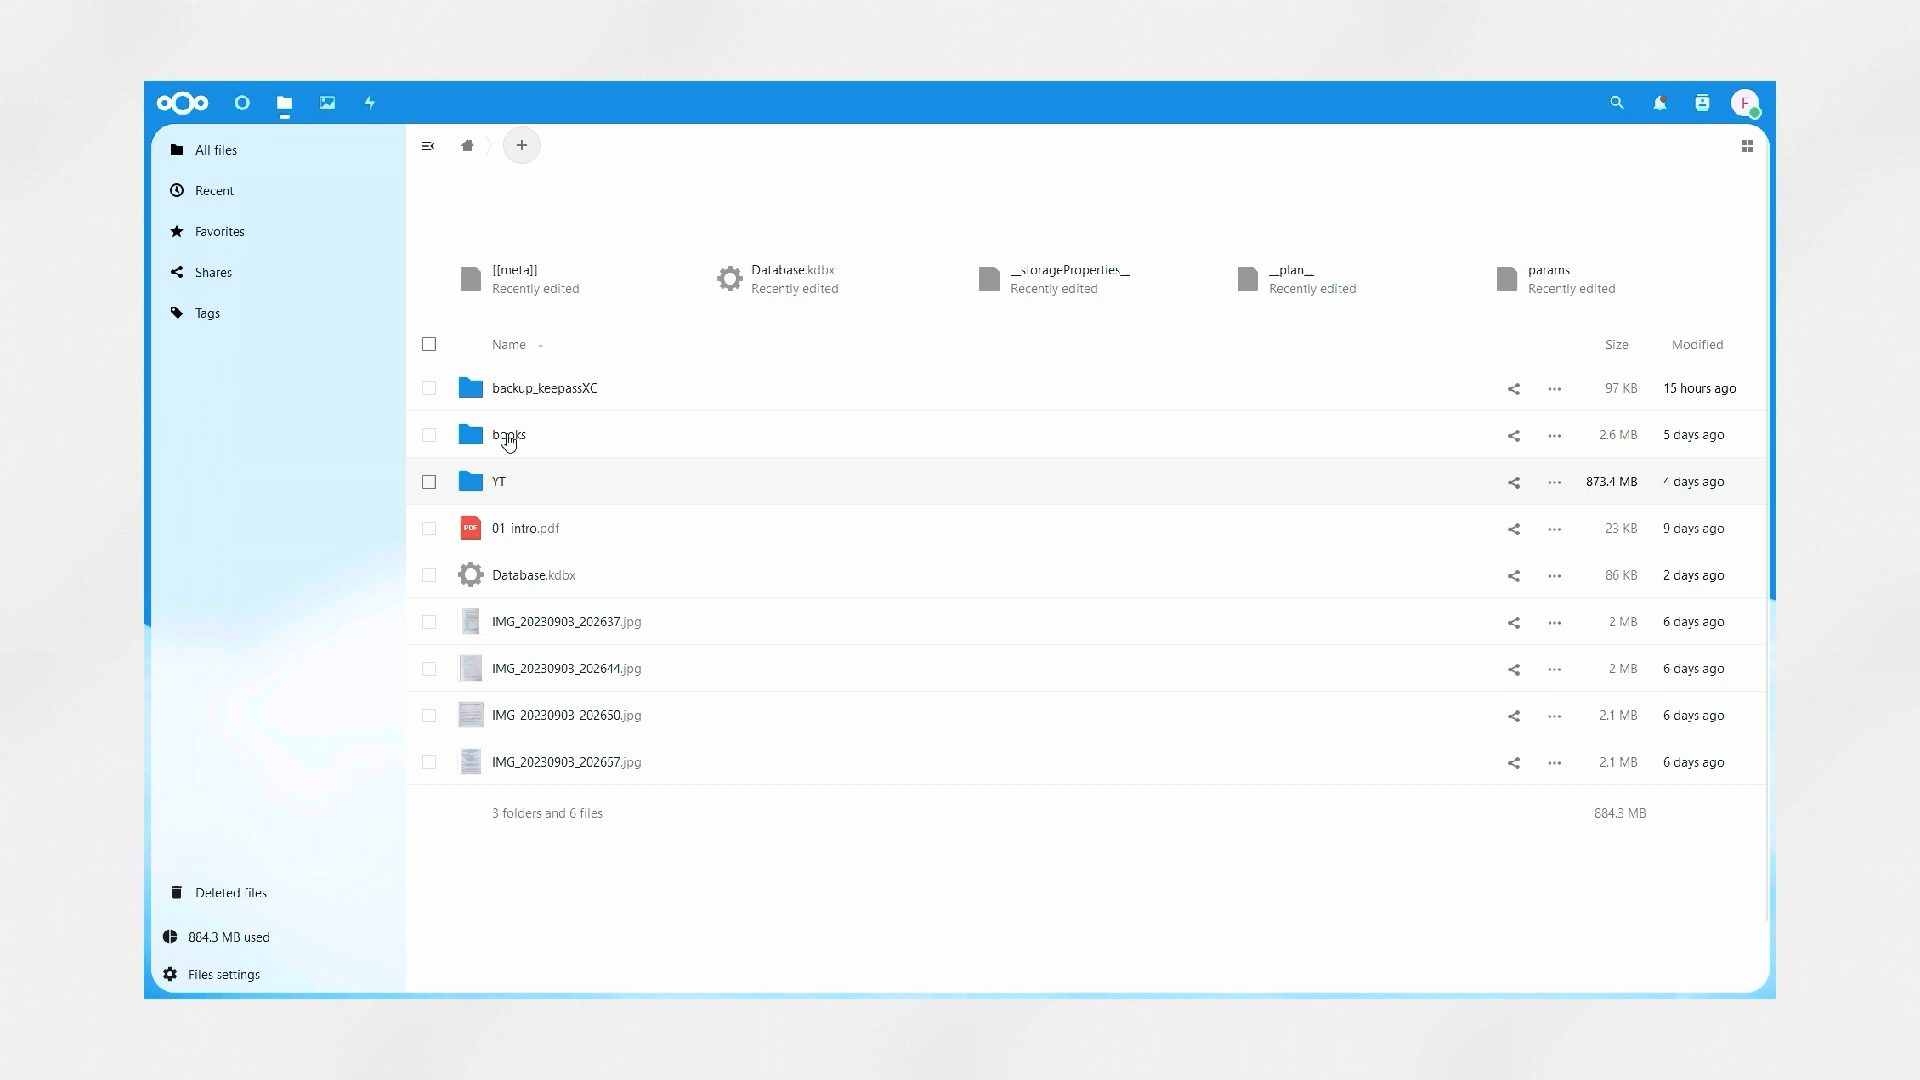 F
All files
Recent
Favorites
Shares
Tags
[[meta]]
Recently edited
Database.kdbx
Recently edited
__storageProperties__
Recently edited
__plan__
Recently edited
params
Recently edited
Name
Size
Modified
backup_keepassXC
97 KB
15 hours ago
books
2.6 MB
5 days ago
YT
873.4 MB
4 days ago
PDF
01_intro.pdf
23 KB
9 days ago
Database.kdbx
86 KB
2 days ago
IMG_20230903_202637.jpg
2 MB
6 days ago
IMG_20230903_202644.jpg
2 MB
6 days ago
IMG_20230903_202650.jpg
2.1 MB
6 days ago
IMG_20230903_202657.jpg
2.1 MB
6 days ago
3 folders and 6 files
884.3 MB
Deleted files
884.3 MB used
Files settings